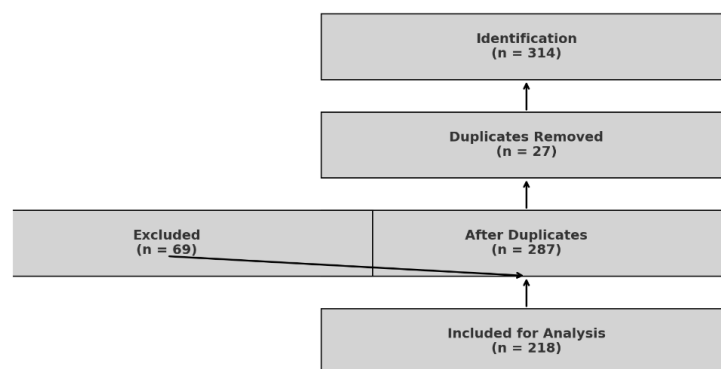 Identification
(n = 314)
Duplicates Removed
(n = 27)
Excluded
(n = 69)
After Duplicates
(n = 287)
Included for Analysis
(n = 218)